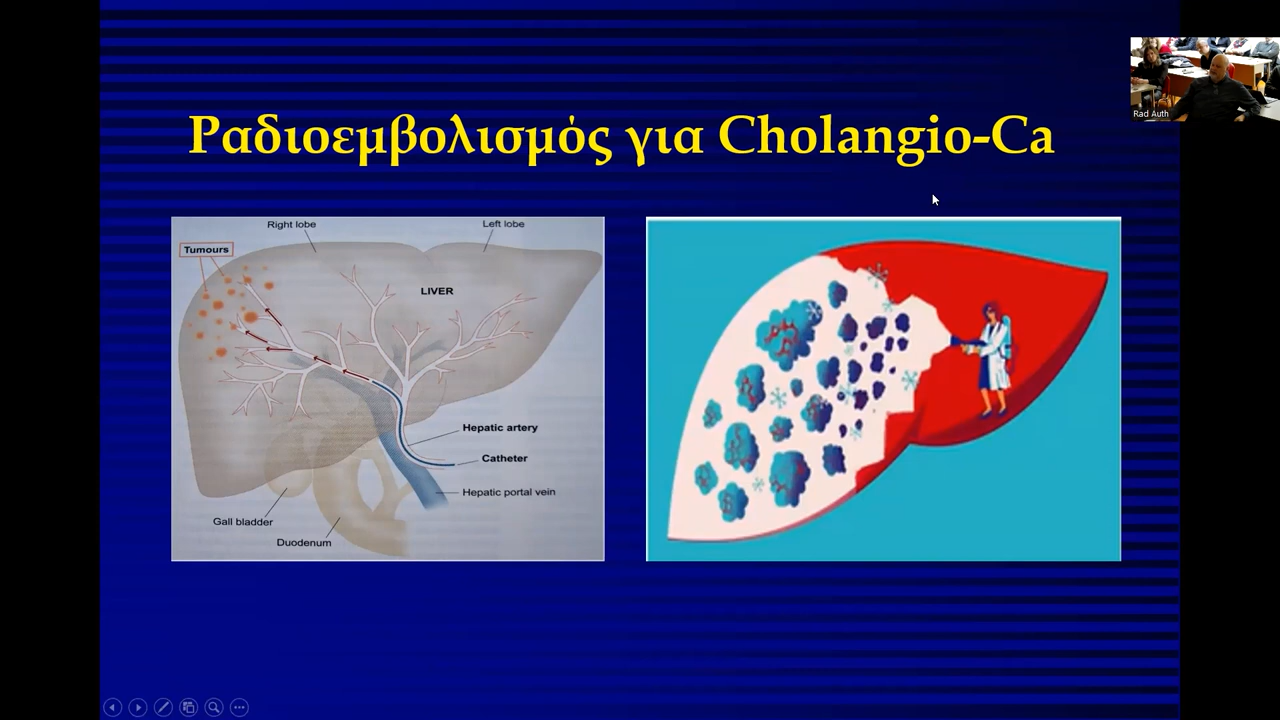 Ραδιοεμβολισμός για Cholangio-Ca
Rad Auth
Right lobe
Left lobe
Tumours
LIVER
Hepatic artery
Catheter
Hepatic portal vein
Gall bladder
Duodenum